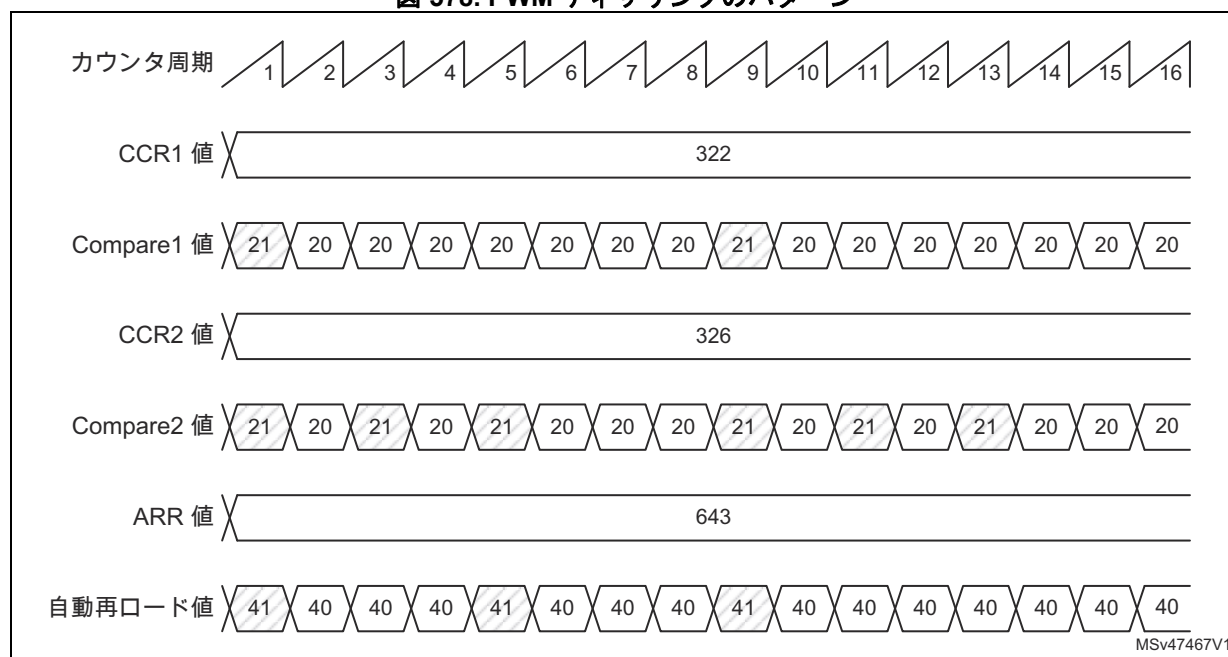 カウンタ周期 1 2 3 4 5 6 7 8 9 10 11 12 13 14 15 16
CCR1 値 322
Compare1 値 21 20 20 20 20 20 20 20 21 20 20 20 20 20 20 20
CCR2 値 326
Compare2 値 21 20 21 20 21 20 20 20 21 20 21 20 21 20 20 20
ARR 値 643
自動再ロード値 41 40 40 40 41 40 40 40 41 40 40 40 40 40 40 40
MSv47467V1